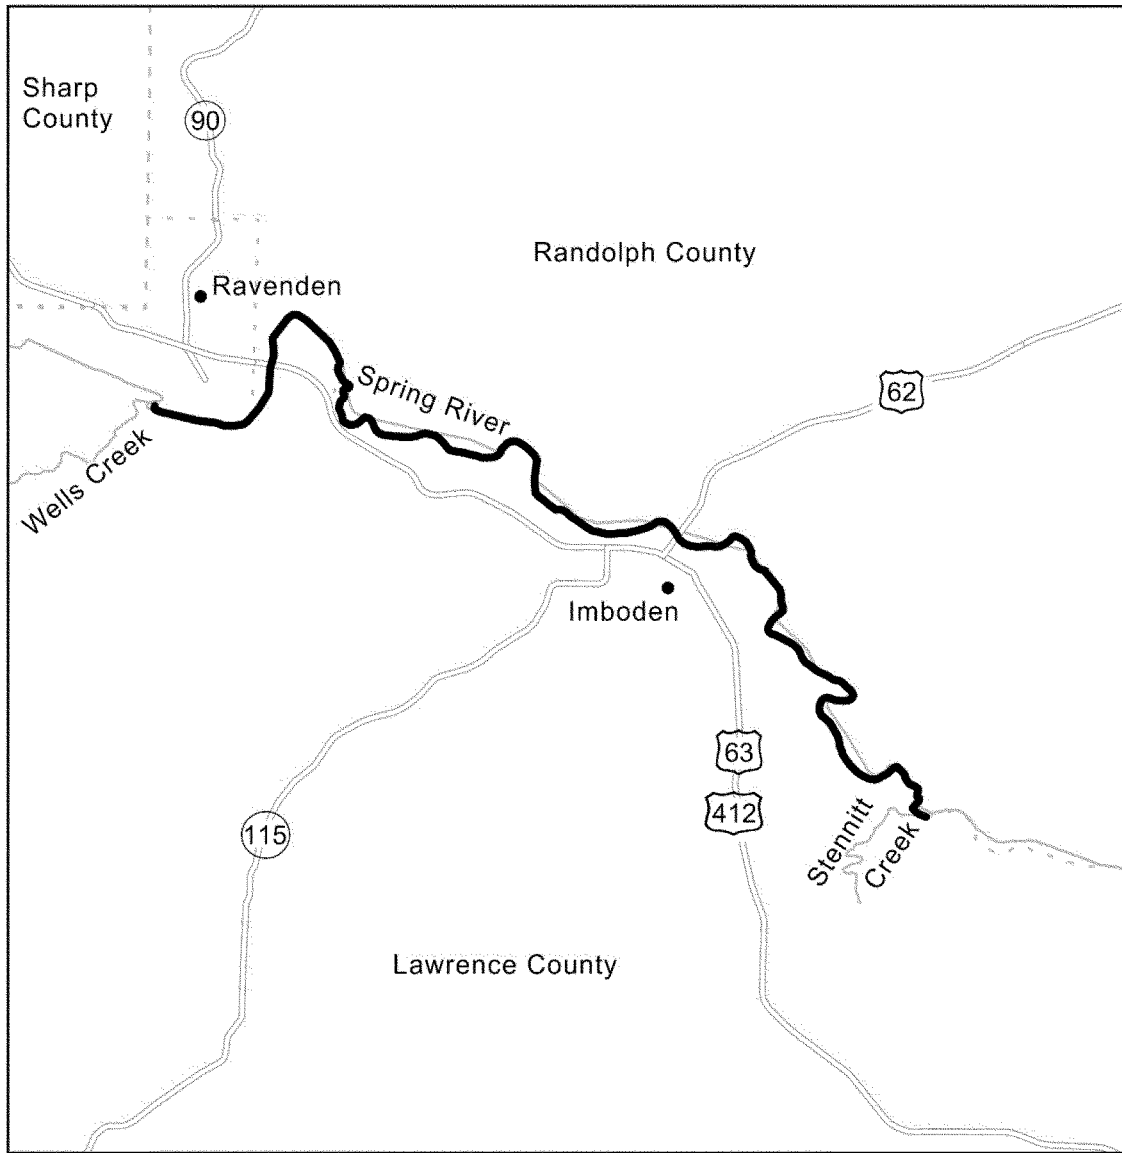 Sharp
County
90
Randolph County
Ravenden
Spring River
62
Wells Creek
Imboden
63
412
115
Stennitt
Creek
Lawrence County